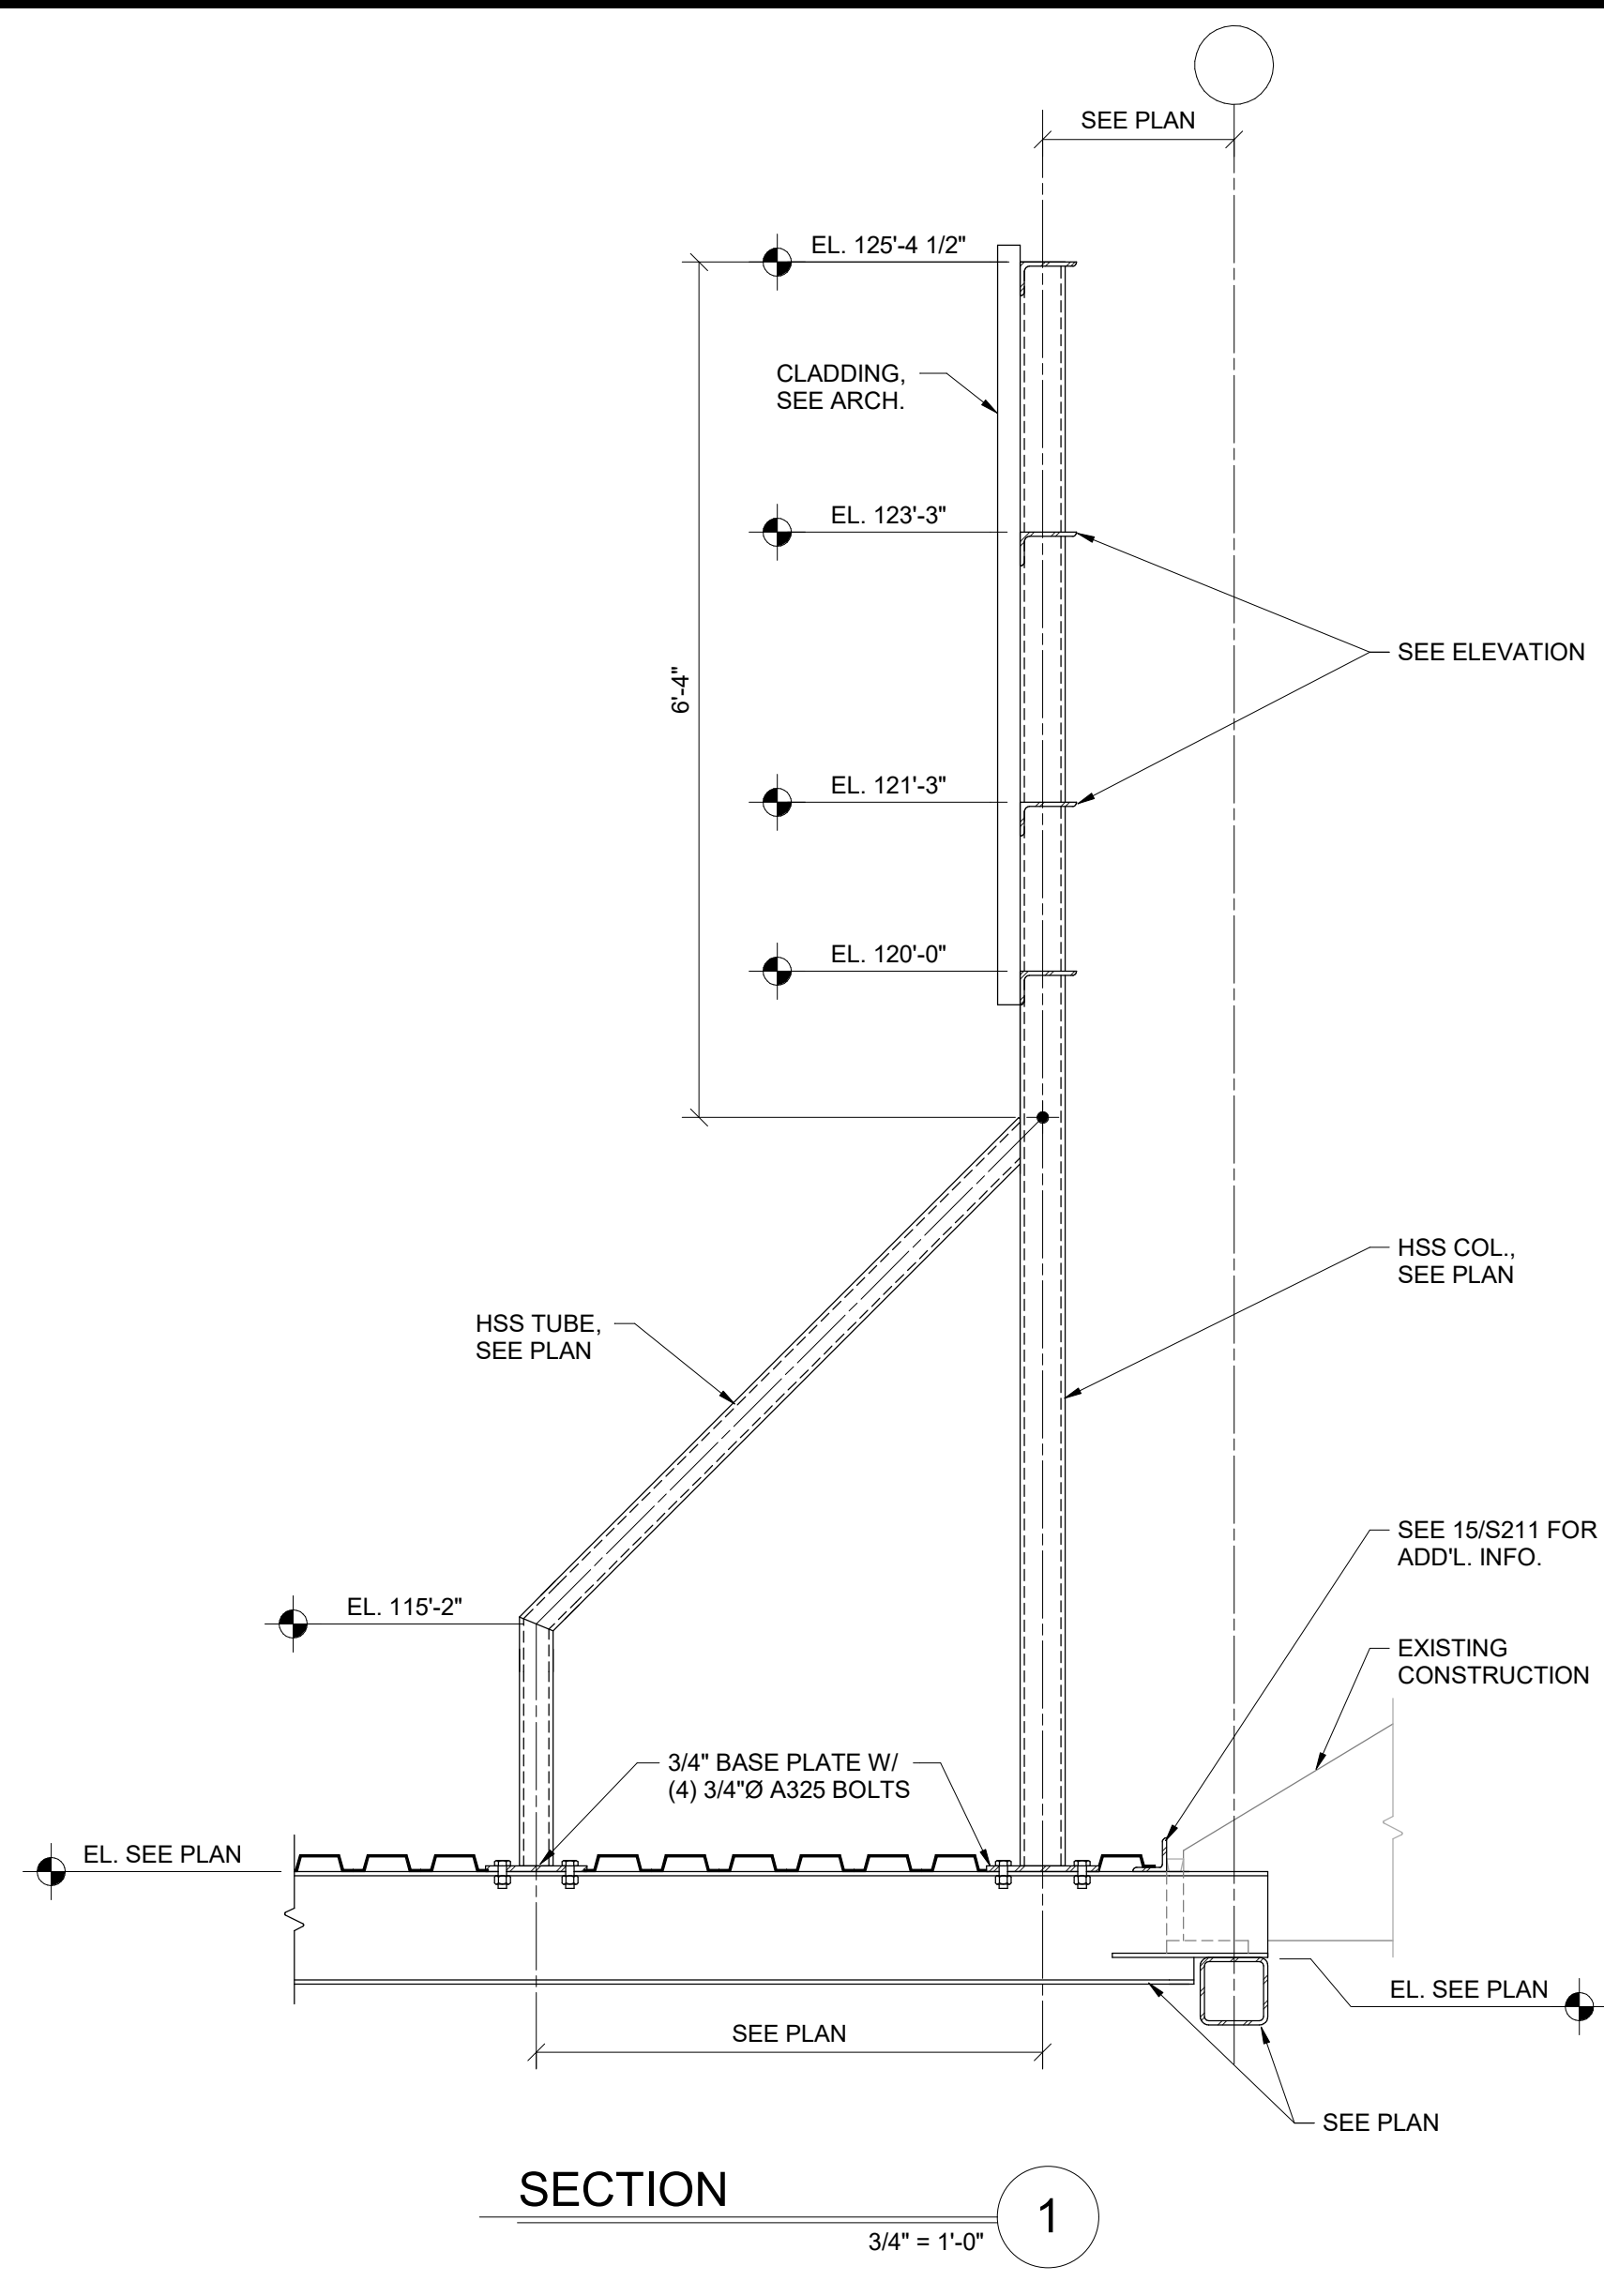 SEE PLAN
EL. 125'-4 1/2"
CLADDING,
SEE ARCH.
EL. 123'-3"
SEE ELEVATION
6'-4"
EL. 121'-3"
EL. 120'-0"
HSS COL.,
SEE PLAN
HSS TUBE,
SEE PLAN
SEE 15/S211 FOR
ADD'L. INFO.
EL. 115'-2"
EXISTING
CONSTRUCTION
3/4" BASE PLATE W/
(4) 3/4"Ø A325 BOLTS
EL. SEE PLAN
EL. SEE PLAN
SEE PLAN
SEE PLAN
SECTION
1
3/4" = 1'-0"